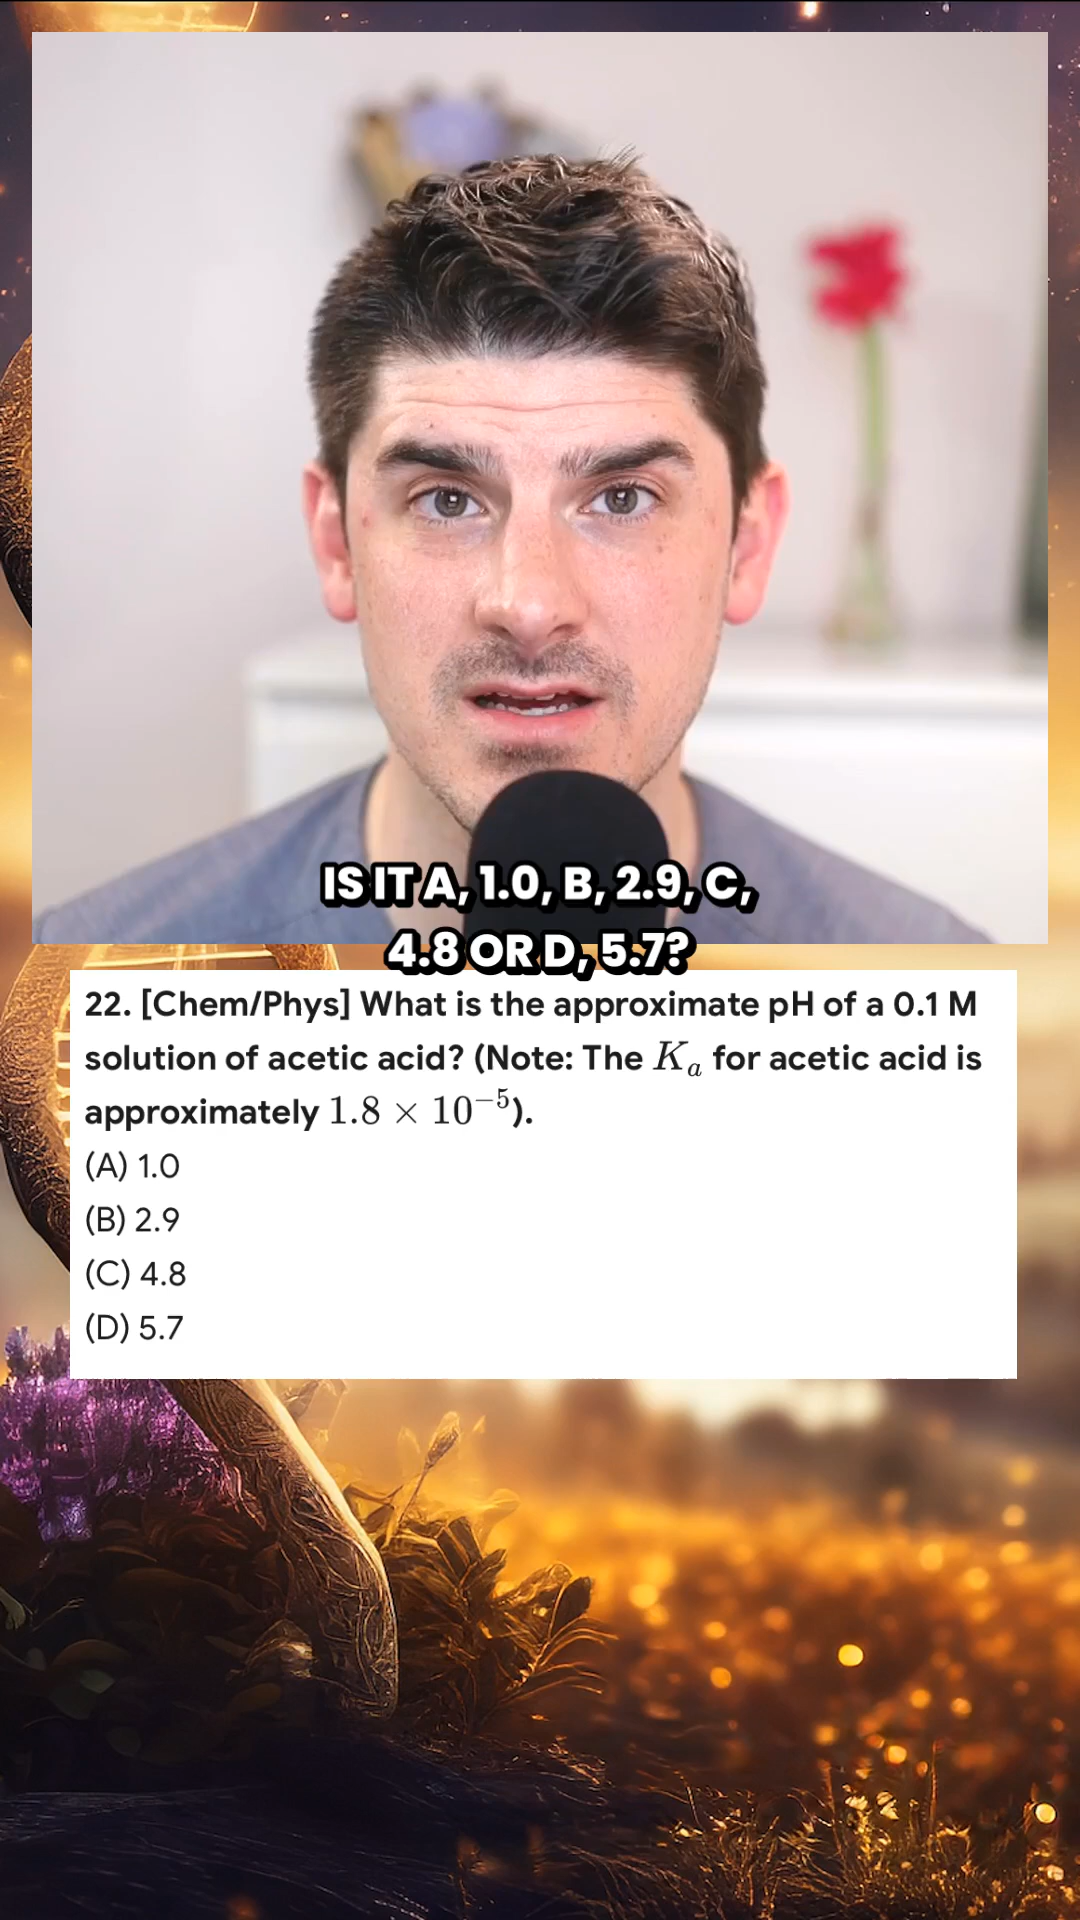 IS IT A, 1.0, B, 2.9, C,
4.8 OR D, 5.7?
22. [Chem/Phys] What is the approximate pH of a 0.1 M
solution of acetic acid? (Note: The Kₐ for acetic acid is
approximately 1.8 × 10⁻⁵).
(A) 1.0
(B) 2.9
(C) 4.8
(D) 5.7